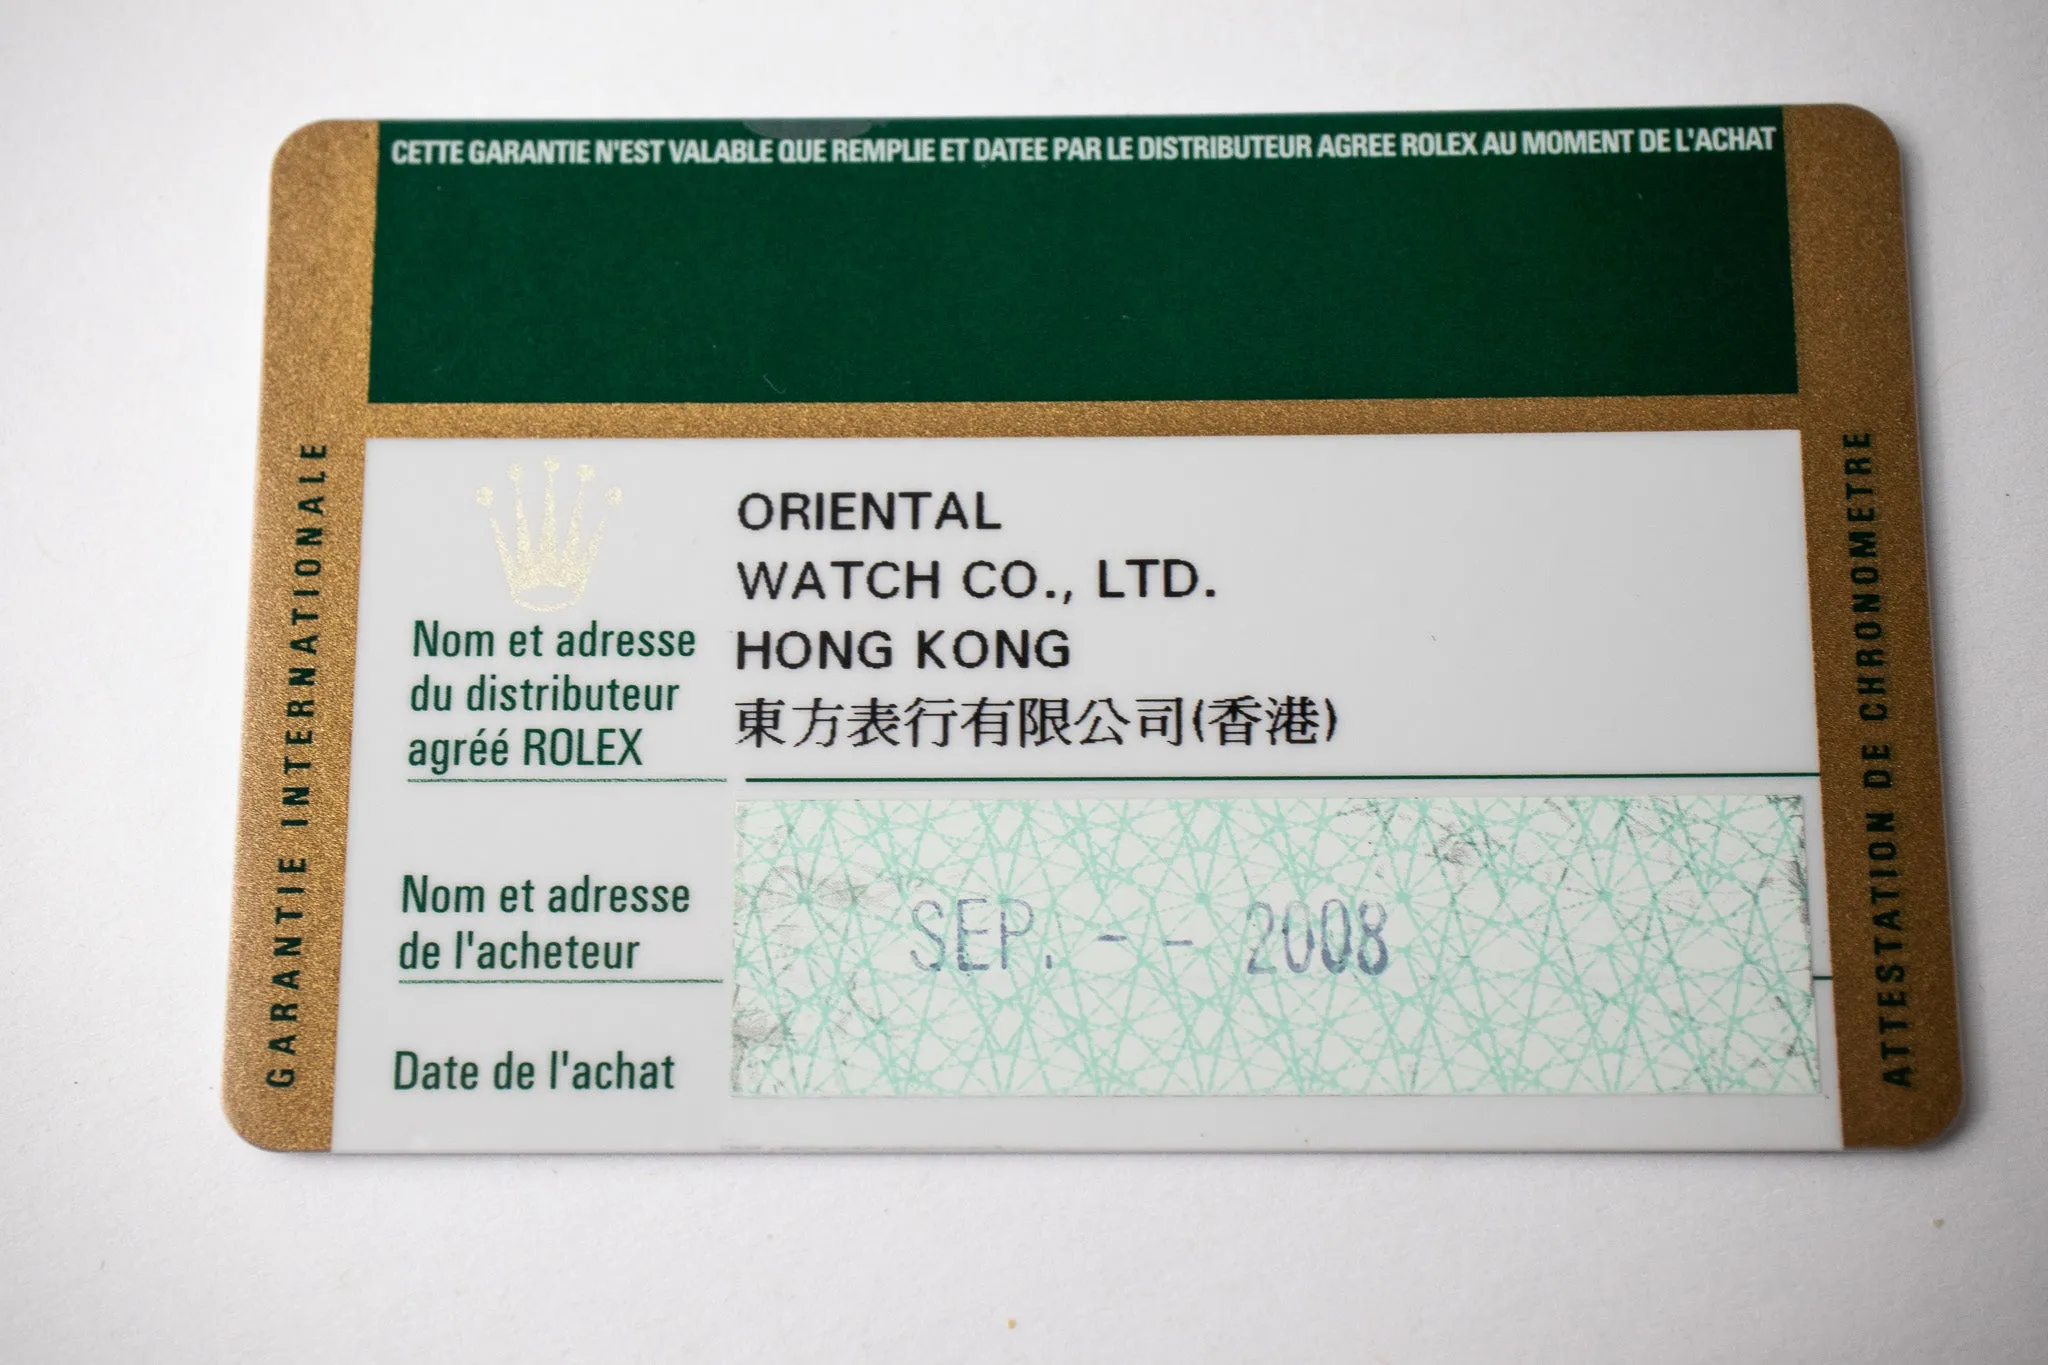 CETTE GARANTIE N'EST VALABLE QUE REMPLIE ET DATEE PAR LE DISTRIBUTEUR AGREE ROLEX AU MOMENT DE L'ACHAT
GARANTIE INTERNATIONALE
ORIENTAL
WATCH CO., LTD.
HONG KONG
東方表行有限公司(香港)
Nom et adresse
du distributeur
agréé ROLEX
Nom et adresse
de l'acheteur
SEP. - - 2008
Date de l'achat
ATTESTATION DE CHRONOMETRE